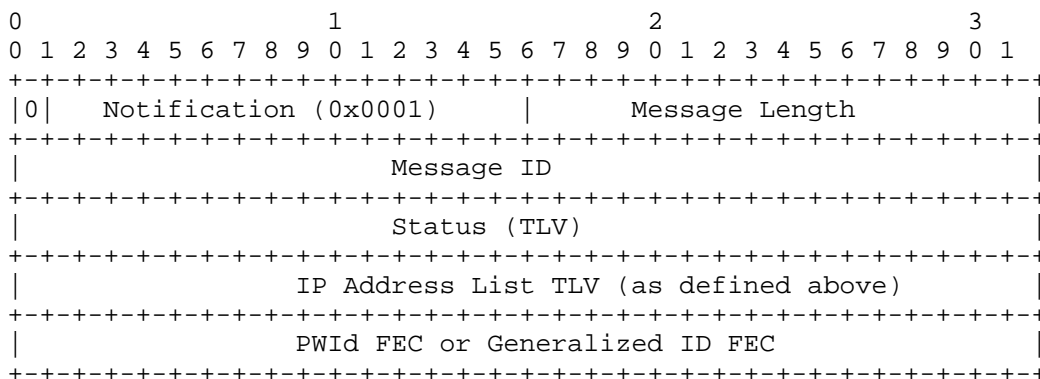 0                   1                   2                   3
0 1 2 3 4 5 6 7 8 9 0 1 2 3 4 5 6 7 8 9 0 1 2 3 4 5 6 7 8 9 0 1
+-+-+-+-+-+-+-+-+-+-+-+-+-+-+-+-+-+-+-+-+-+-+-+-+-+-+-+-+-+-+-+-+
|0|   Notification (0x0001)     |      Message Length           |
+-+-+-+-+-+-+-+-+-+-+-+-+-+-+-+-+-+-+-+-+-+-+-+-+-+-+-+-+-+-+-+-+
|                       Message ID                              |
+-+-+-+-+-+-+-+-+-+-+-+-+-+-+-+-+-+-+-+-+-+-+-+-+-+-+-+-+-+-+-+-+
|                       Status (TLV)                            |
+-+-+-+-+-+-+-+-+-+-+-+-+-+-+-+-+-+-+-+-+-+-+-+-+-+-+-+-+-+-+-+-+
|                 IP Address List TLV (as defined above)        |
+-+-+-+-+-+-+-+-+-+-+-+-+-+-+-+-+-+-+-+-+-+-+-+-+-+-+-+-+-+-+-+-+
|                 PWId FEC or Generalized ID FEC                |
+-+-+-+-+-+-+-+-+-+-+-+-+-+-+-+-+-+-+-+-+-+-+-+-+-+-+-+-+-+-+-+-+